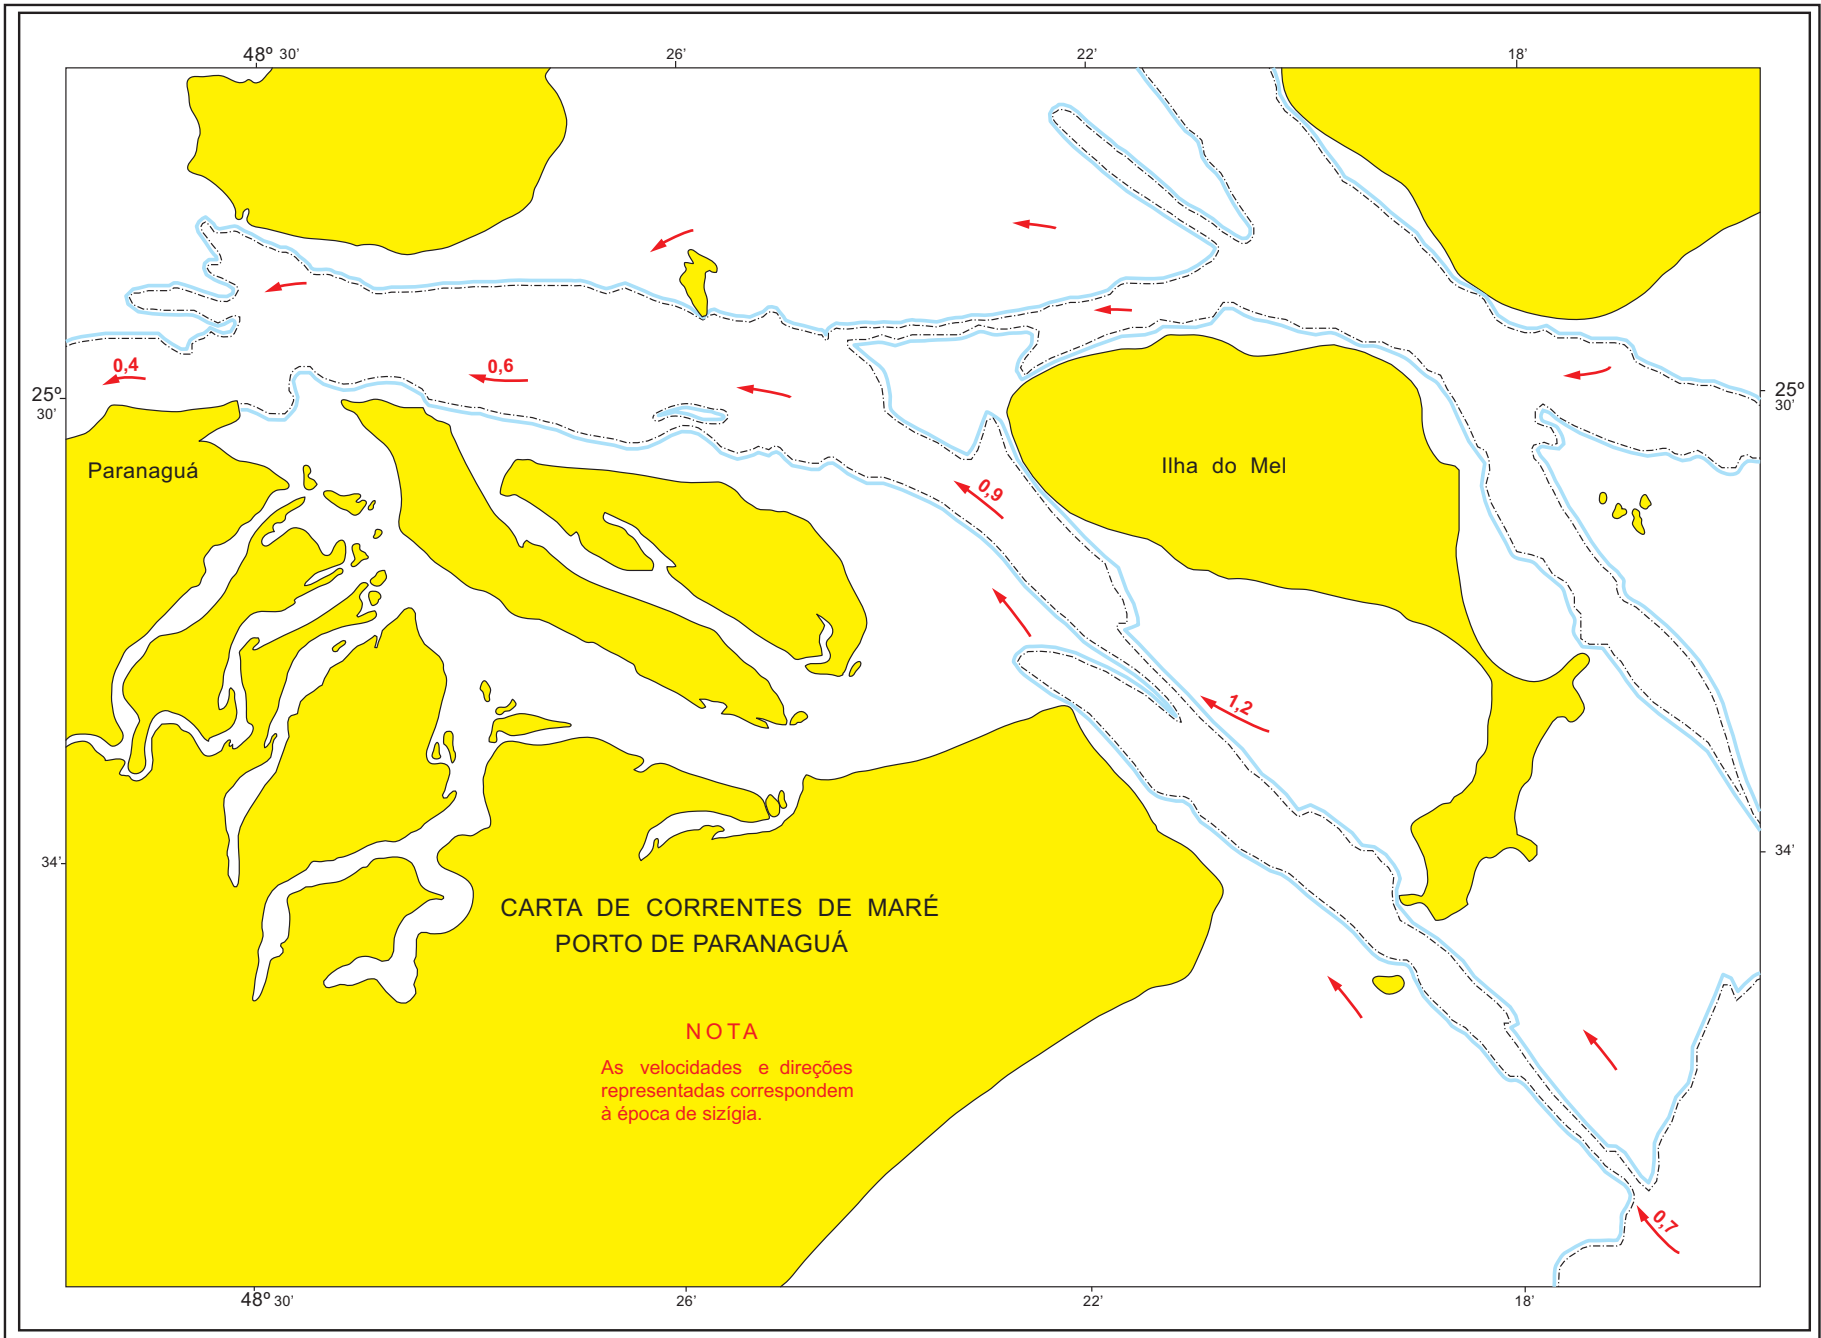 48º 30' 26' 22' 18'
0,4
0,6
25º
30'
25º
30'
Paranaguá
Ilha do Mel
0,9
1,2
34'
34'
CARTA DE CORRENTES DE MARÉ
PORTO DE PARANAGUÁ
NOTA
As velocidades e direções
representadas correspondem
à época de sizígia.
0,7
48º 30' 26' 22' 18'